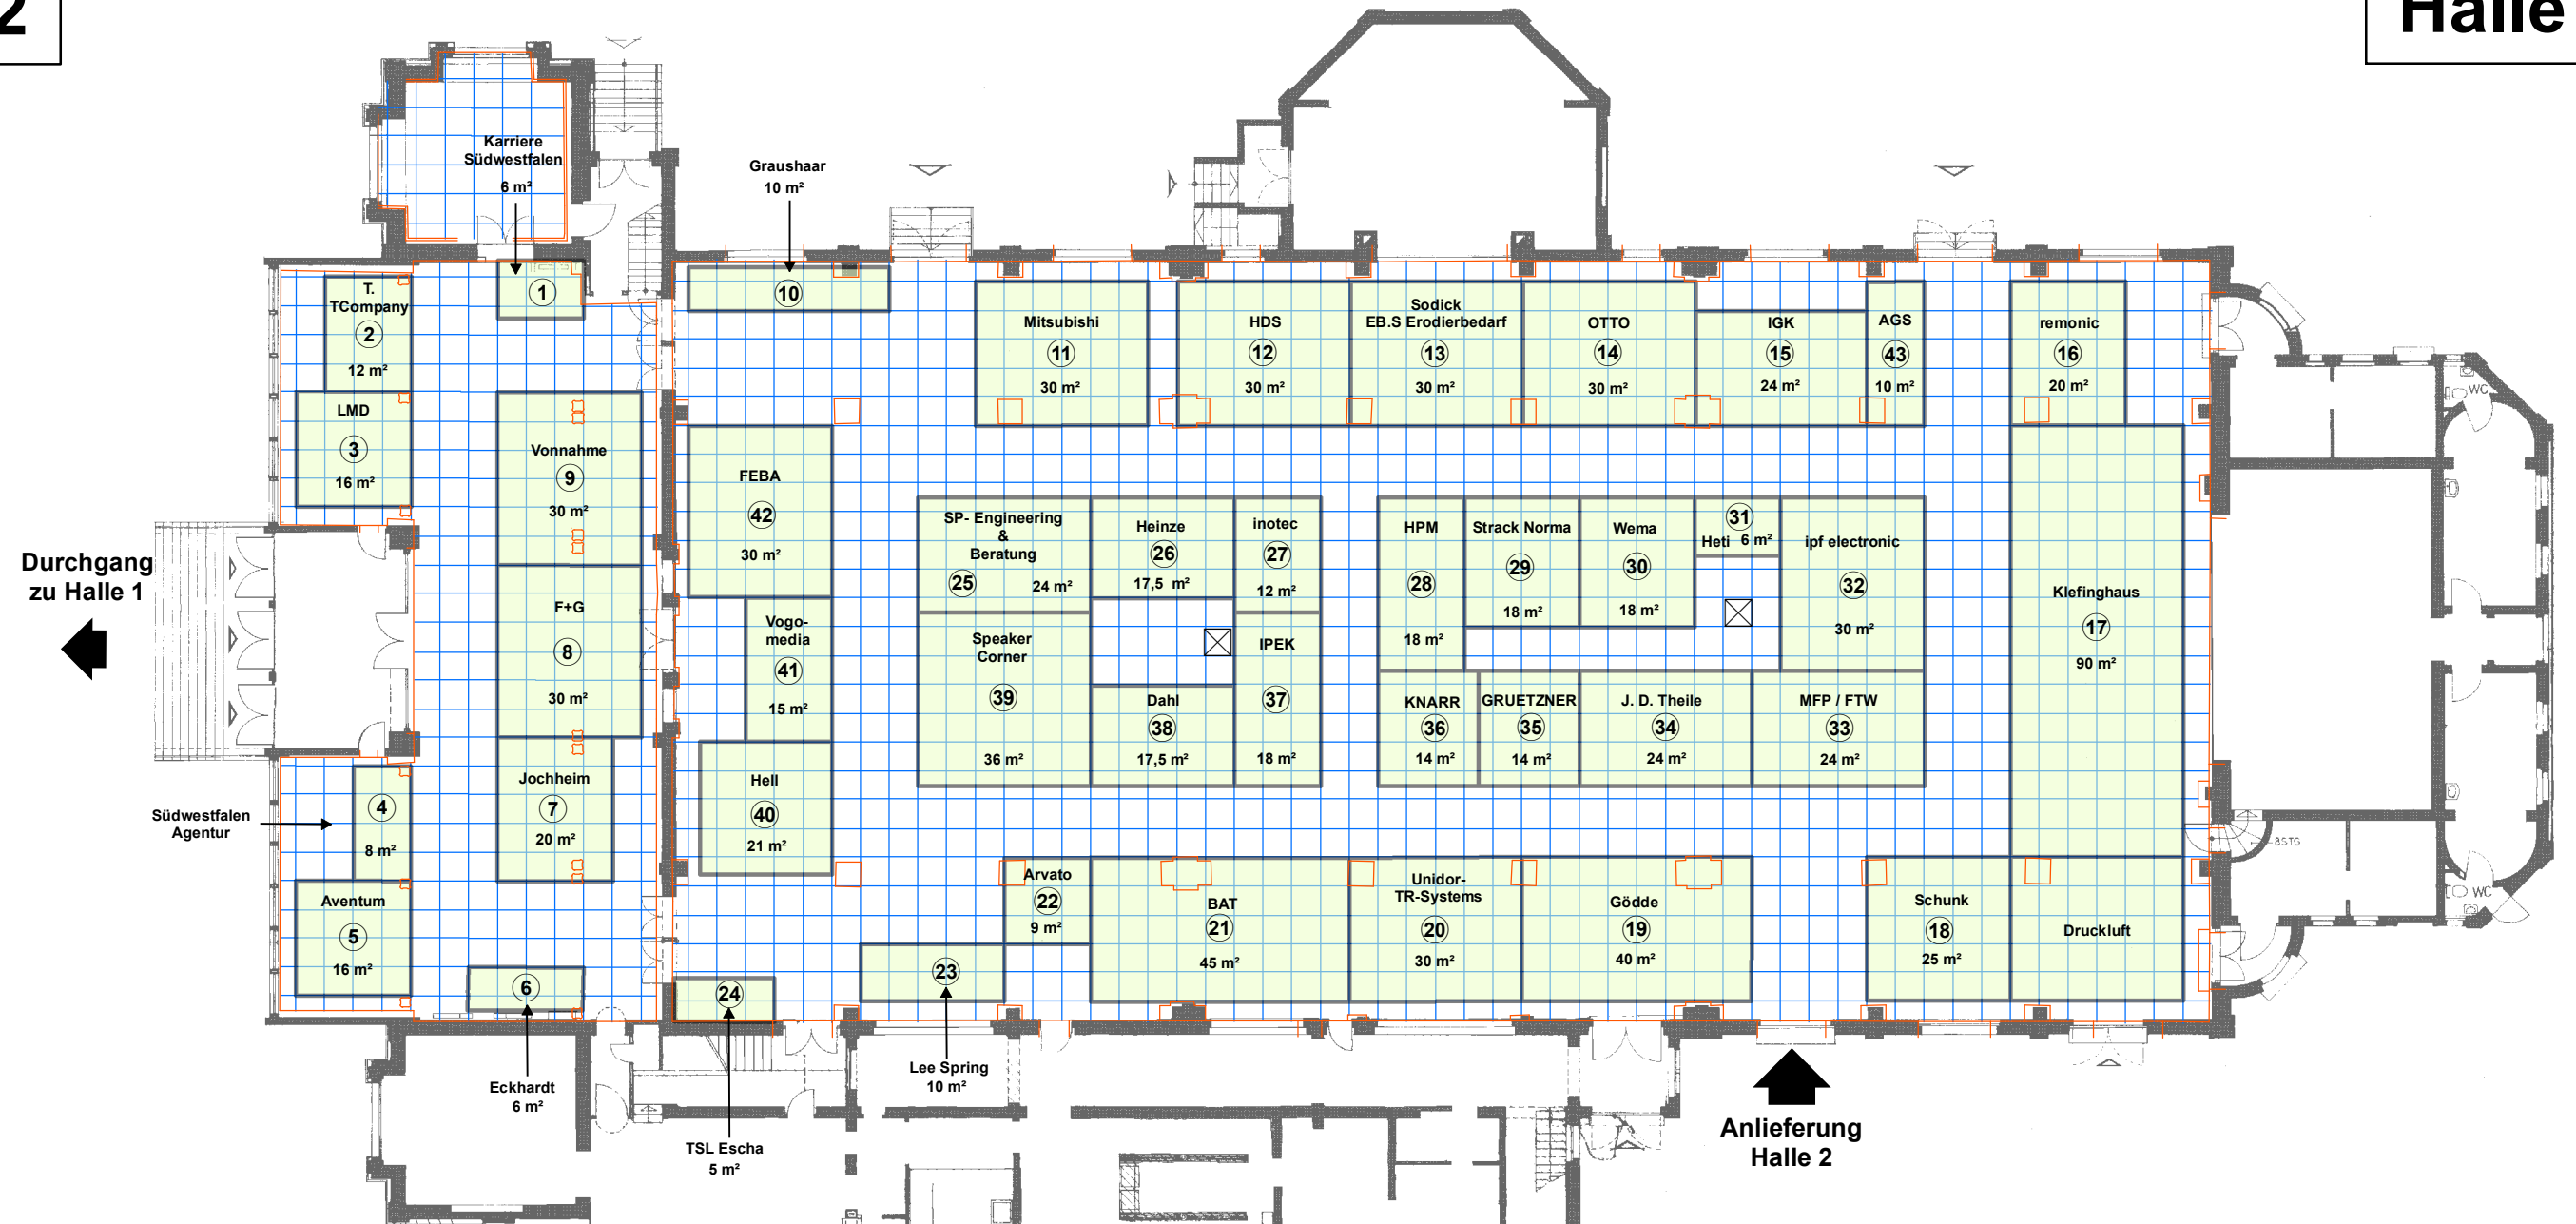 2
Halle
Karriere
Südwestfalen
6 m²
1
Graushaar
10 m²
10
T.
TCompany
2
12 m²
LMD
3
16 m²
Vonnahme
9
30 m²
F+G
8
30 m²
Jochheim
7
20 m²
Durchgang
zu Halle 1
Südwestfalen
Agentur
4
8 m²
Aventum
5
16 m²
6
Eckhardt
6 m²
Mitsubishi
11
30 m²
HDS
12
30 m²
Sodick
EB.S Erodierbedarf
13
30 m²
OTTO
14
30 m²
IGK
15
24 m²
AGS
43
10 m²
remonic
16
20 m²
WC
FEBA
42
30 m²
Vogo-
media
41
15 m²
Hell
40
21 m²
SP- Engineering
&
Beratung
25
24 m²
Heinze
26
17,5 m²
inotec
27
12 m²
Speaker
Corner
39
36 m²
Dahl
38
17,5 m²
IPEK
37
18 m²
HPM
28
18 m²
Strack Norma
29
18 m²
Wema
30
18 m²
31
Heti 6 m²
ipf electronic
32
30 m²
KNARR
36
14 m²
GRUETZNER
35
14 m²
J. D. Theile
34
24 m²
MFP / FTW
33
24 m²
Klefinghaus
17
90 m²
8STG
WC
Arvato
22
9 m²
BAT
21
45 m²
Unidor-
TR-Systems
20
30 m²
Gödde
19
40 m²
Schunk
18
25 m²
Druckluft
23
Lee Spring
10 m²
24
TSL Escha
5 m²
Anlieferung
Halle 2